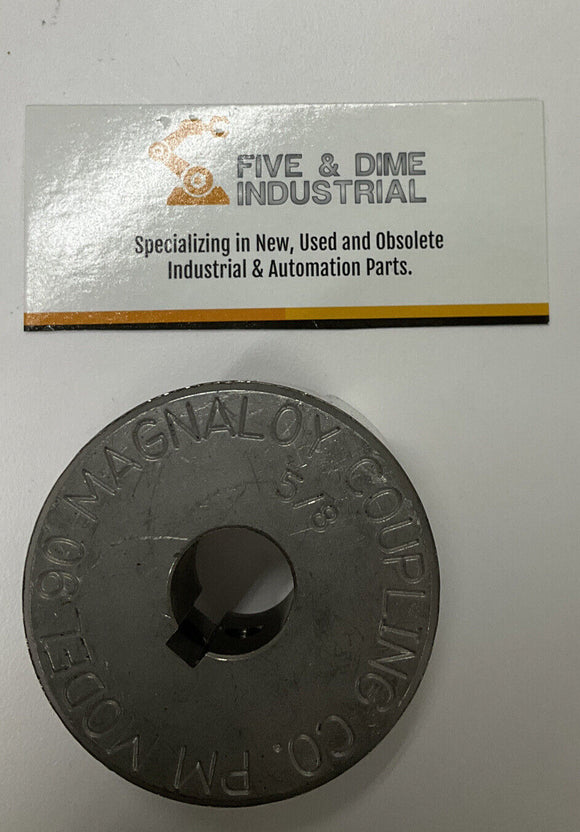 FIVE & DIME
INDUSTRIAL
Specializing in New, Used and Obsolete
Industrial & Automation Parts.
MAGNALOY COUPLING CO. PM MODEL 90
5/8